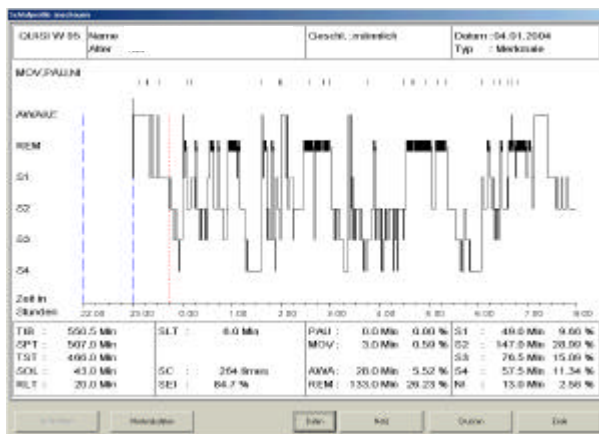 Schlafprofile zeichnen
QUISI W 05 Name Geschl. :männlich Datum :04.01.2004
Alter Typ : Merkmale
MOV,PAU,NI
AWAKE
REM
S1
S2
S3
S4
Zeit in
Stunden 22.00 23.00 0.00 1.00 2.00 3.00 4.00 5.00 6.00 7.00 8.00
TIB : 550.5 Min SLT : 6.0 Min PAU : 0.0 Min 0.00 % S1 : 49.0 Min 9.66 %
SPT : 507.0 Min MOV : 3.0 Min 0.59 % S2 : 147.0 Min 28.99 %
TST : 466.0 Min S3 : 76.5 Min 15.09 %
SOL : 43.0 Min SC : 264 times AWA : 28.0 Min 5.52 % S4 : 57.5 Min 11.34 %
RLT : 20.0 Min SEI : 84.7 % REM : 133.0 Min 26.23 % NI : 13.0 Min 2.56 %
Drucken Ende